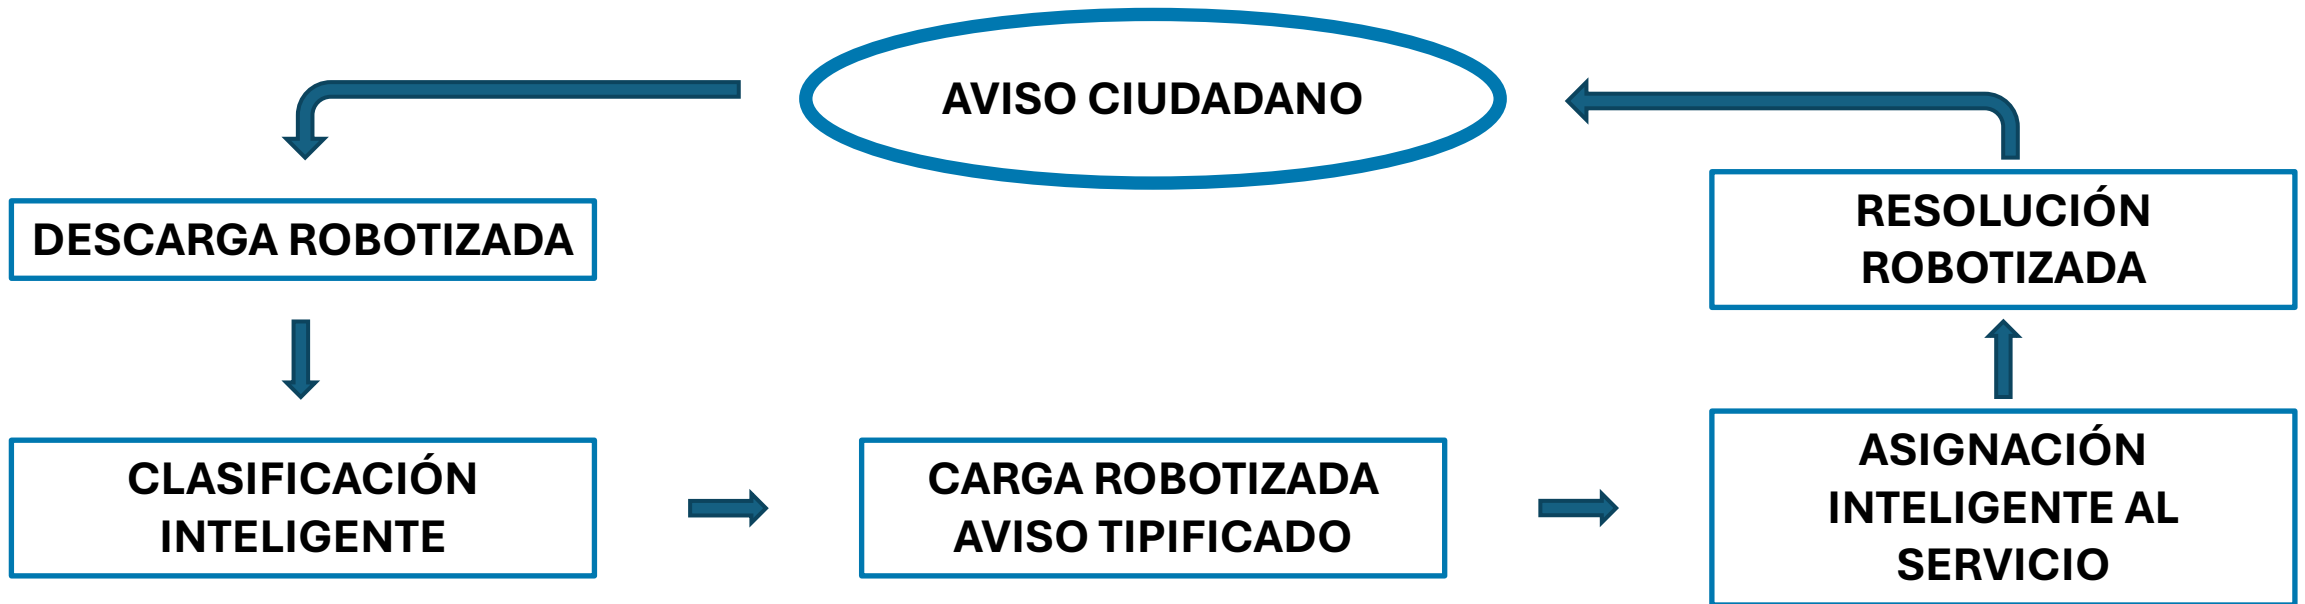 AVISO CIUDADANO
DESCARGA ROBOTIZADA
CLASIFICACIÓN
INTELIGENTE
CARGA ROBOTIZADA
AVISO TIPIFICADO
ASIGNACIÓN
INTELIGENTE AL
SERVICIO
RESOLUCIÓN
ROBOTIZADA